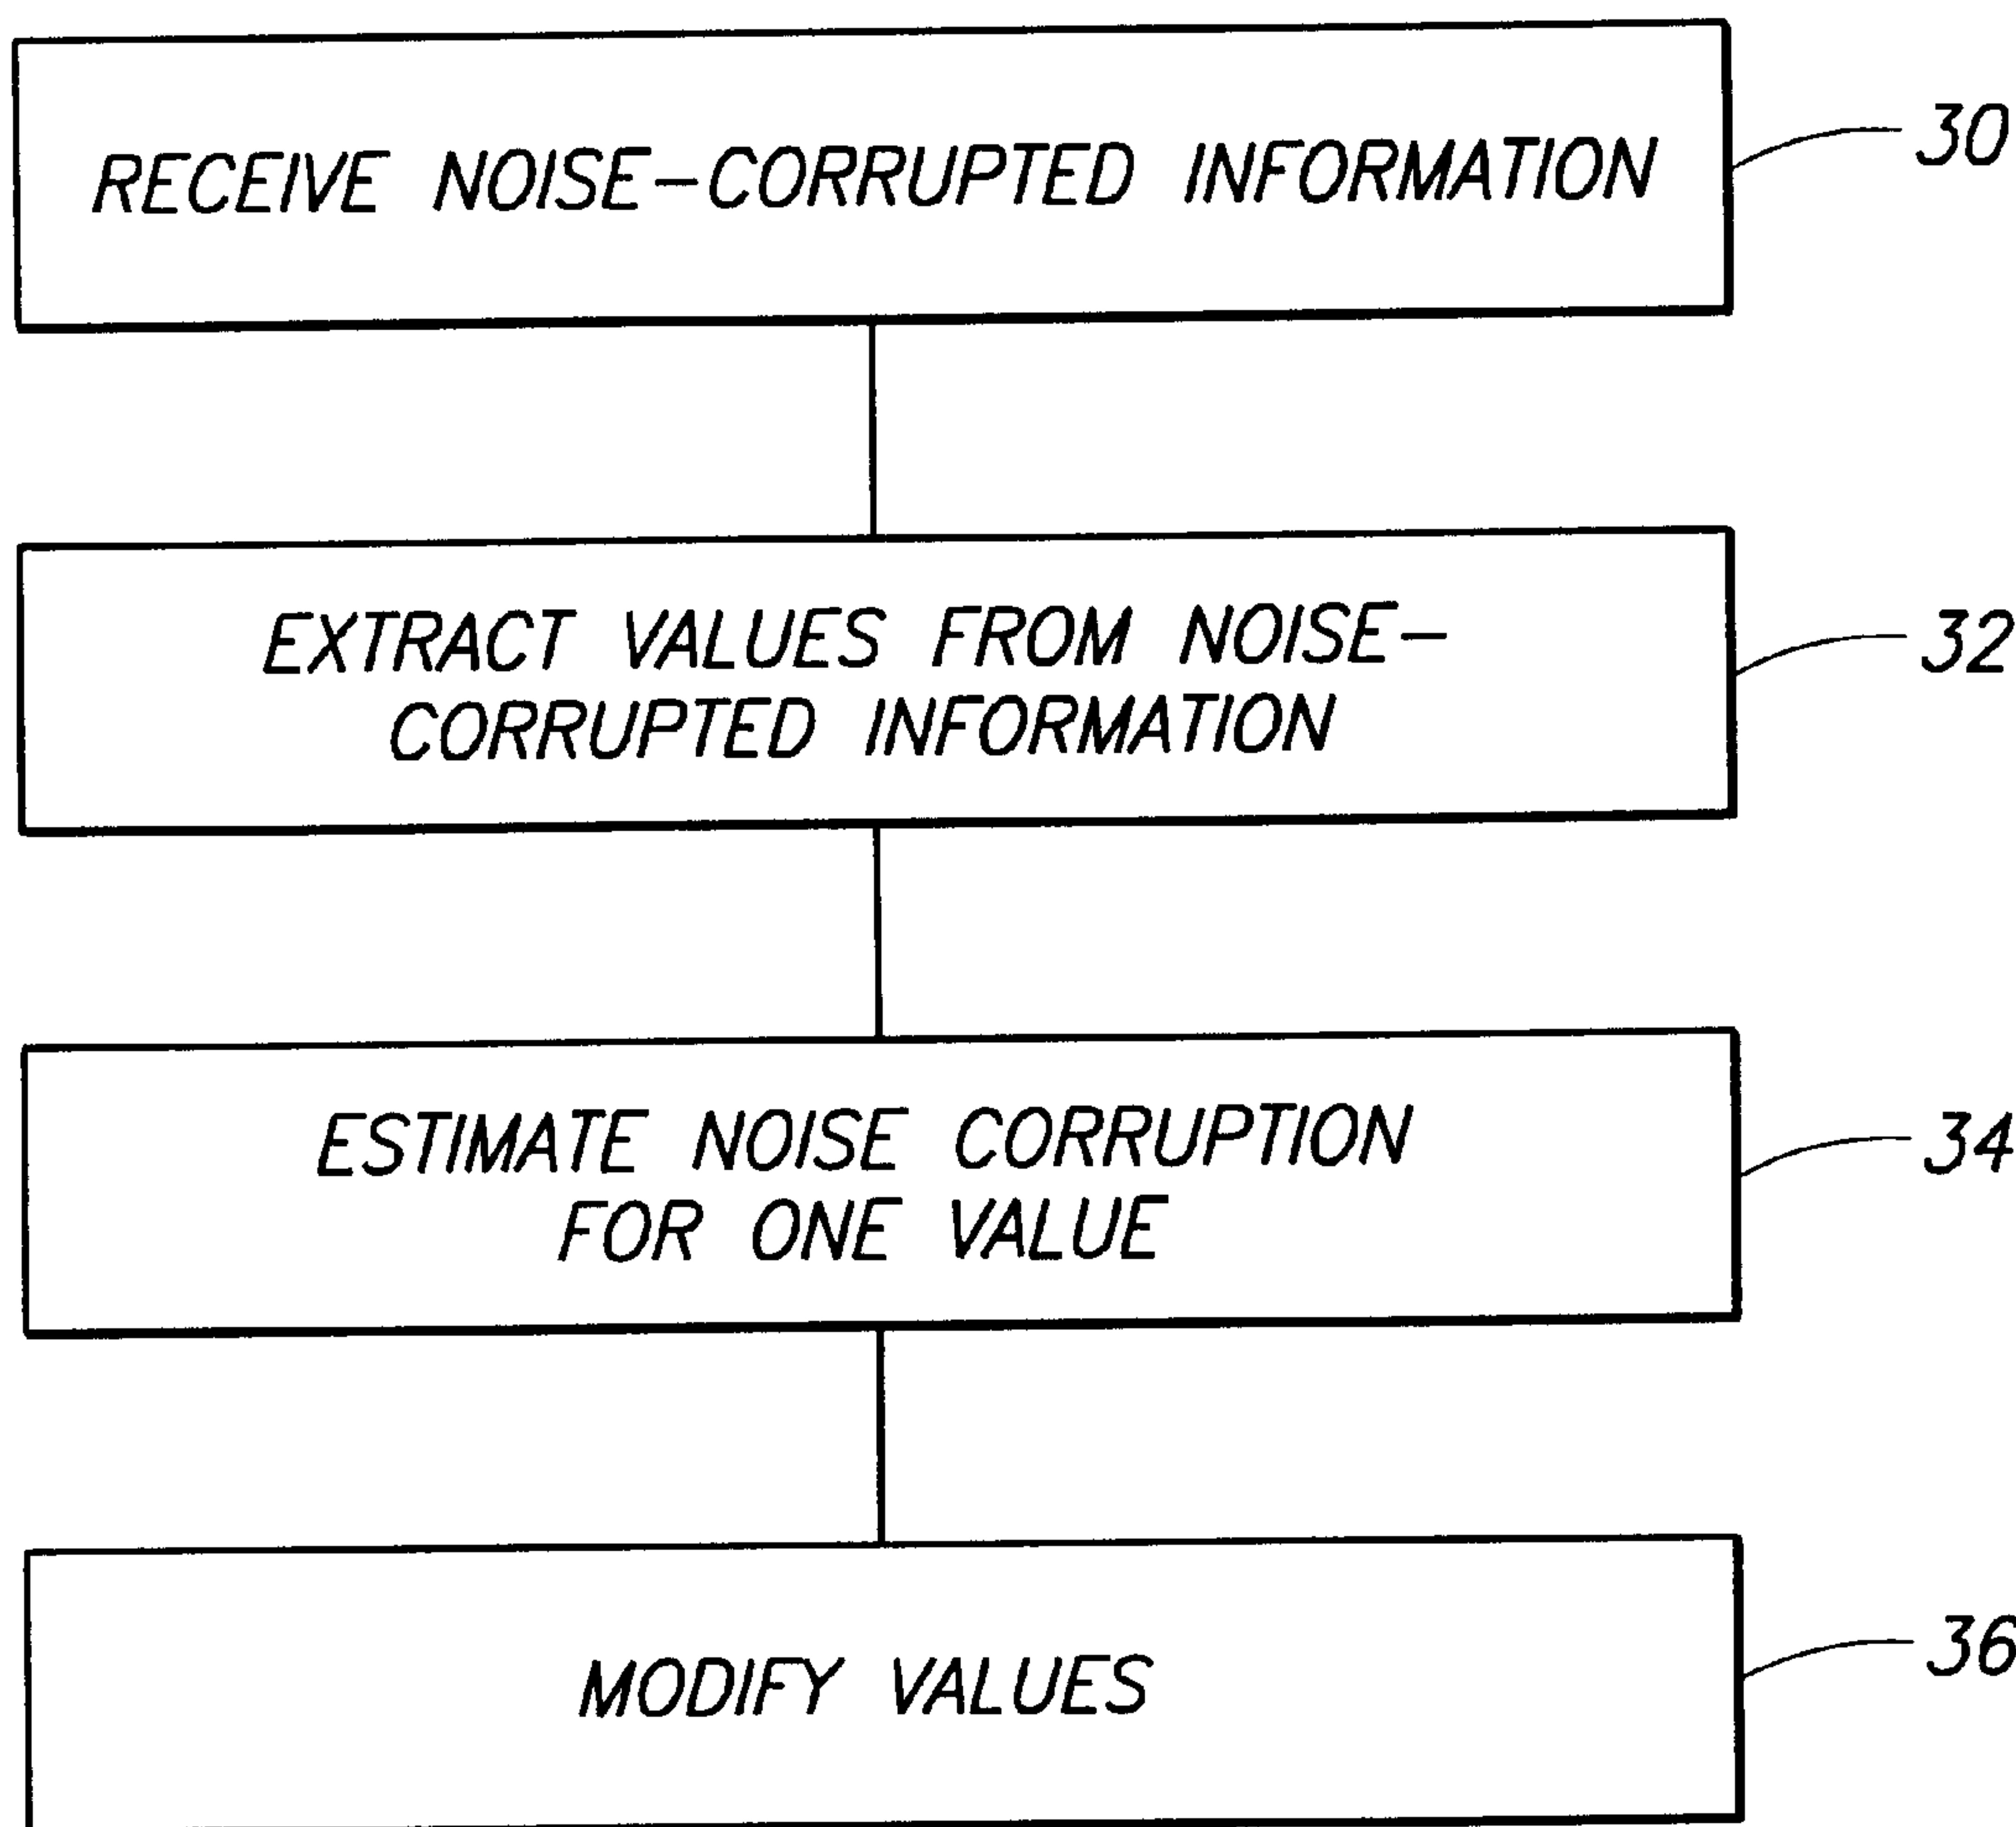 RECEIVE NOISE-CORRUPTED INFORMATION
30
EXTRACT VALUES FROM NOISE-
CORRUPTED INFORMATION
32
ESTIMATE NOISE CORRUPTION
FOR ONE VALUE
34
MODIFY VALUES
36